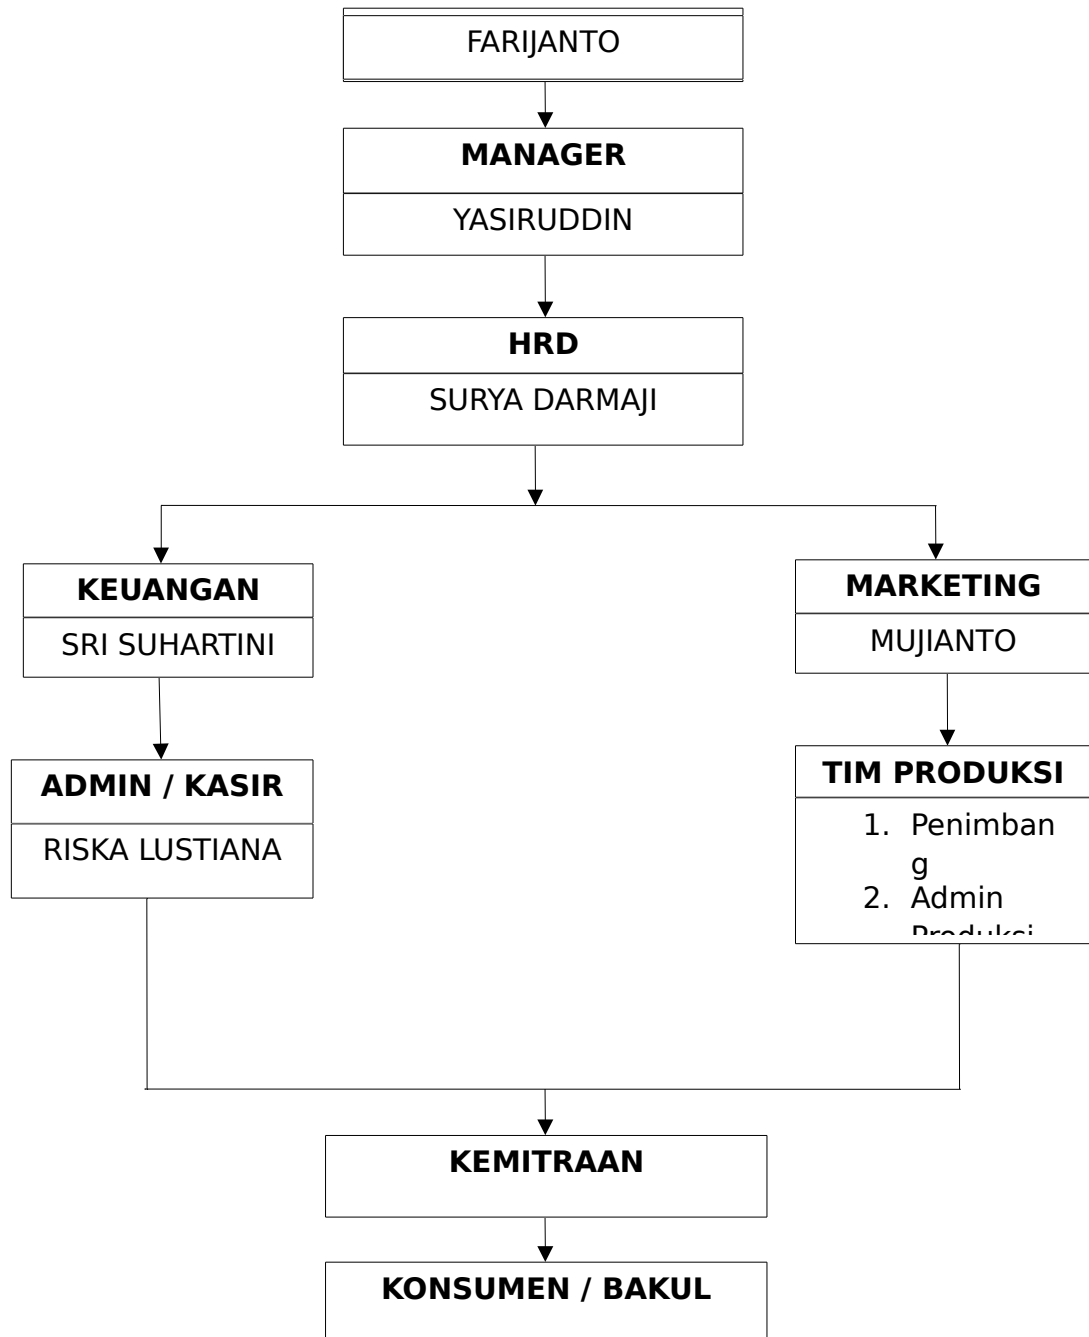 FARIJANTO
MANAGER
YASIRUDDIN
HRD
SURYA DARMAJI
KEUANGAN
SRI SUHARTINI
MARKETING
MUJIANTO
ADMIN / KASIR
RISKA LUSTIANA
TIM PRODUKSI
1. Penimban
g
2. Admin
Produksi
KEMITRAAN
KONSUMEN / BAKUL